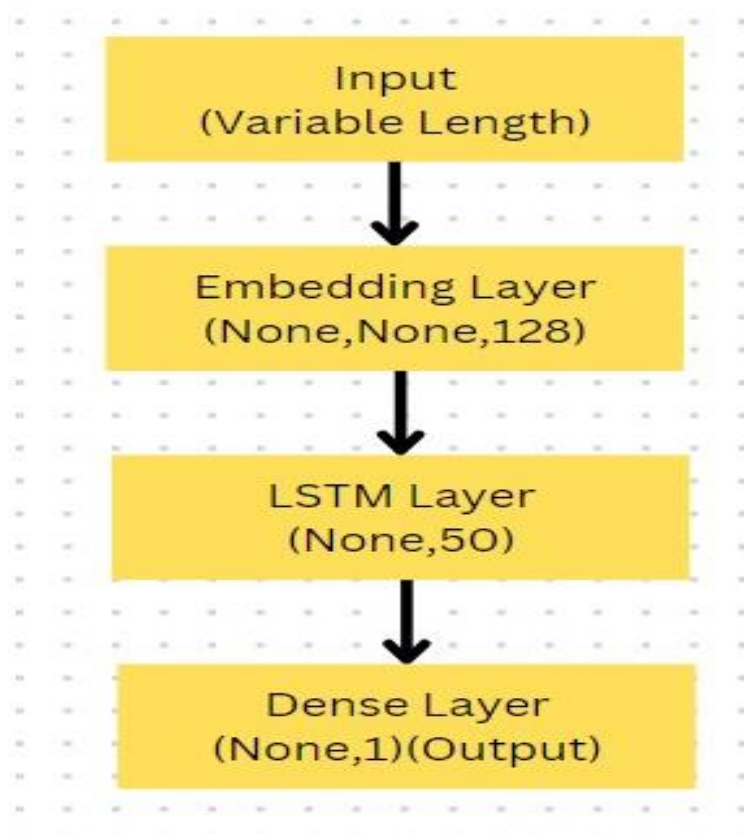 Input
(Variable Length)
Embedding Layer
(None,None,128)
LSTM Layer
(None,50)
Dense Layer
(None,1)(Output)